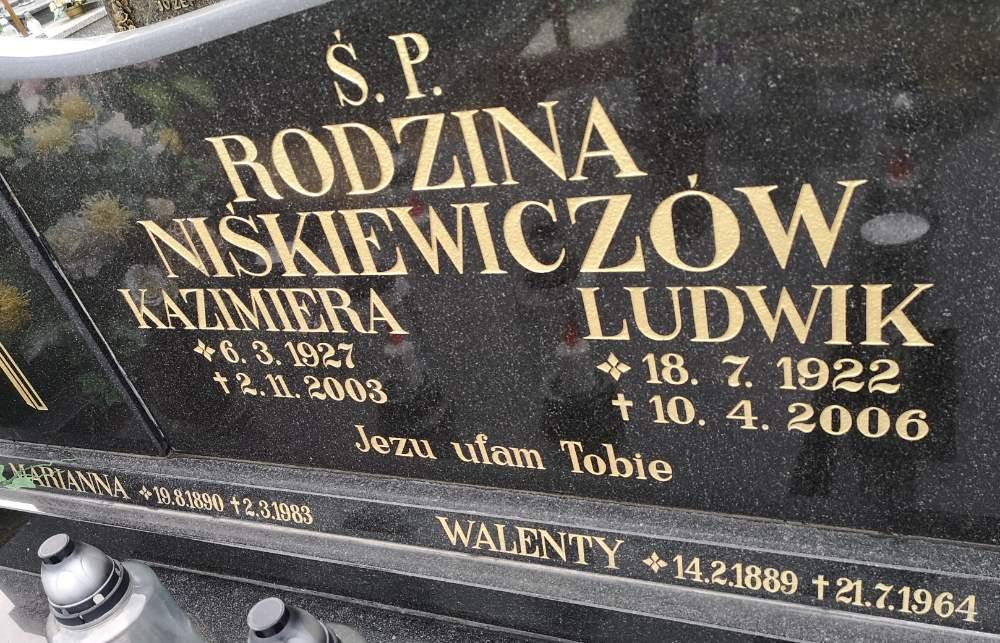 Ś. P.
RODZINA
NIŚKIEWICZÓW
KAZIMIERA
✥ 6. 3. 1927
† 2. 11. 2003
LUDWIK
✥ 18. 7. 1922
† 10. 4. 2006
Jezu ufam Tobie
MARIANNA ✥ 19.8.1890 † 2.3.1983
WALENTY ✥ 14.2.1889 † 21.7.1964